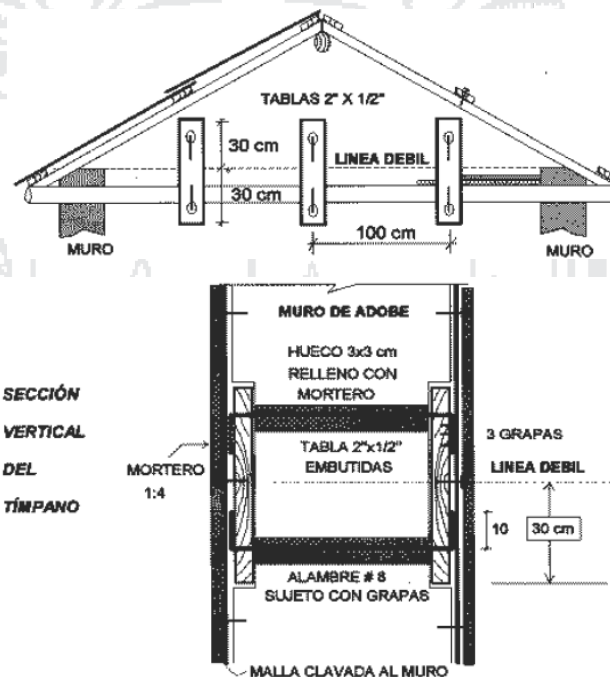 TABLAS 2" X 1/2"
30 cm
LINEA DEBIL
30 cm
100 cm
MURO
MURO
MURO DE ADOBE
HUECO 3x3 cm
RELLENO CON
MORTERO
SECCIÓN
VERTICAL
DEL
TÍMPANO
MORTERO
1:4
TABLA 2"x1/2"
EMBUTIDAS
3 GRAPAS
LINEA DEBIL
10
30 cm
ALAMBRE # 8
SUJETO CON GRAPAS
MALLA CLAVADA AL MURO